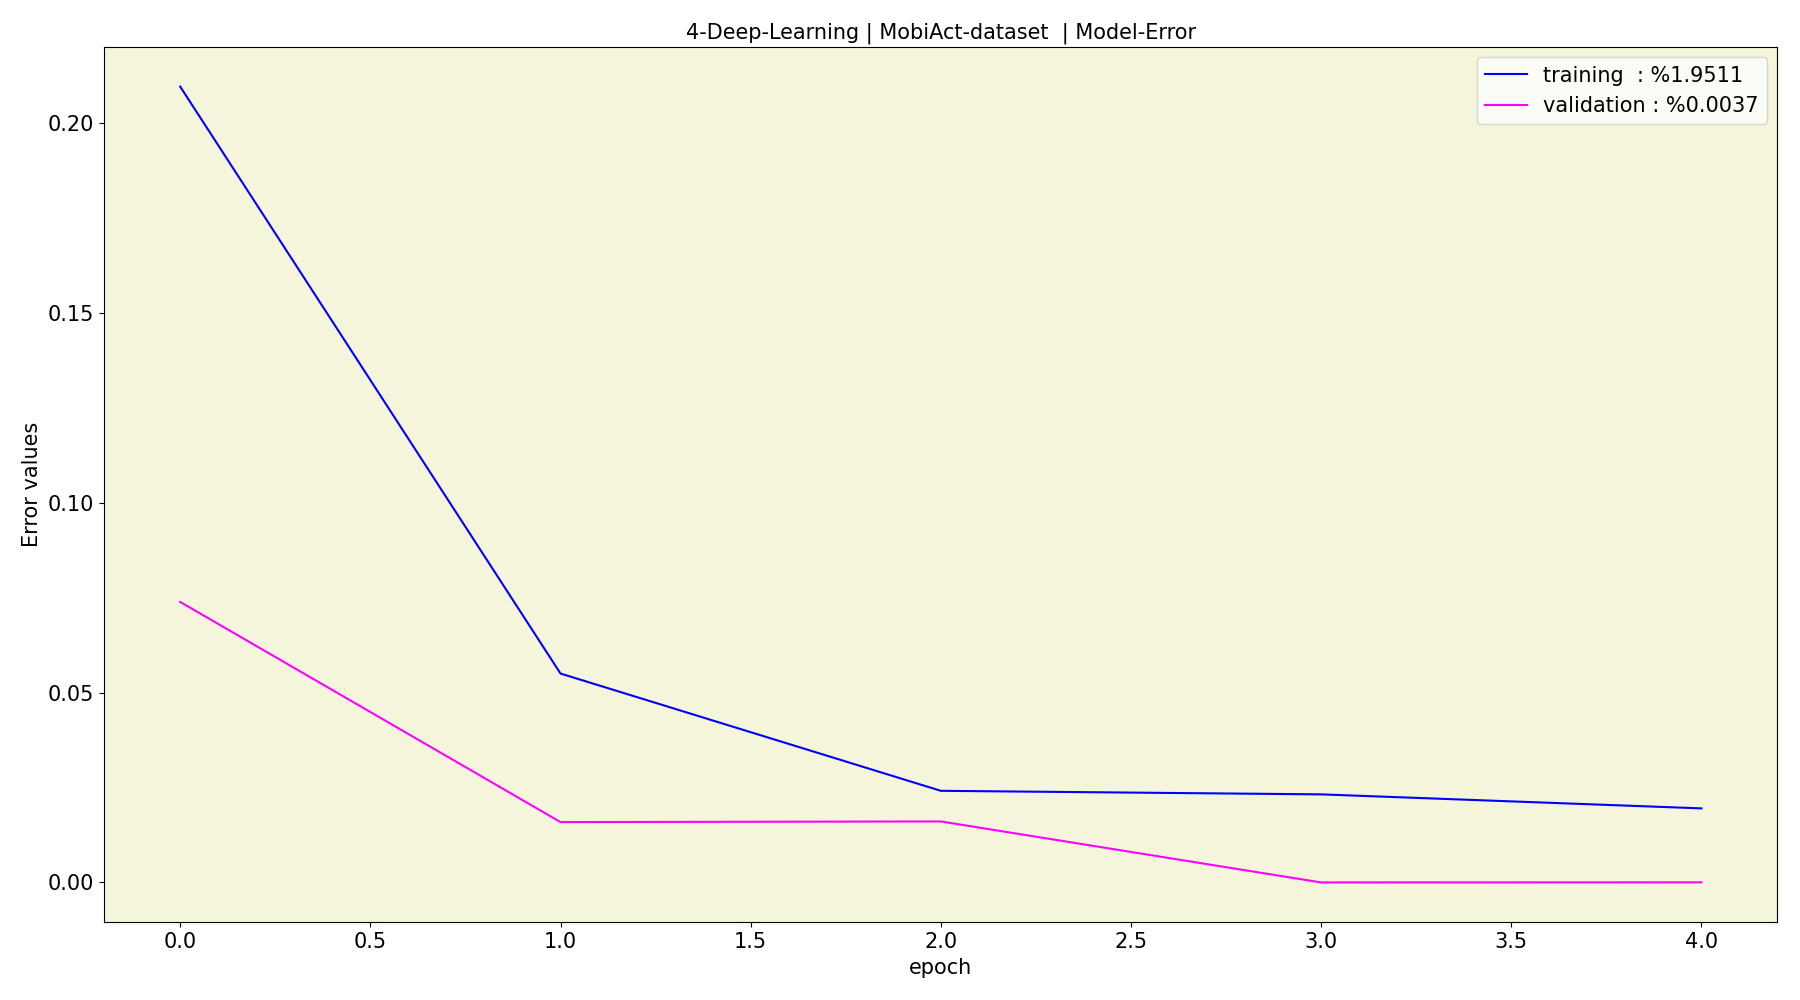 4-Deep-Learning | MobiAct-dataset  | Model-Error
training  : %1.9511
validation : %0.0037
Error values
0.20
0.15
0.10
0.05
0.00
0.0 0.5 1.0 1.5 2.0 2.5 3.0 3.5 4.0
epoch